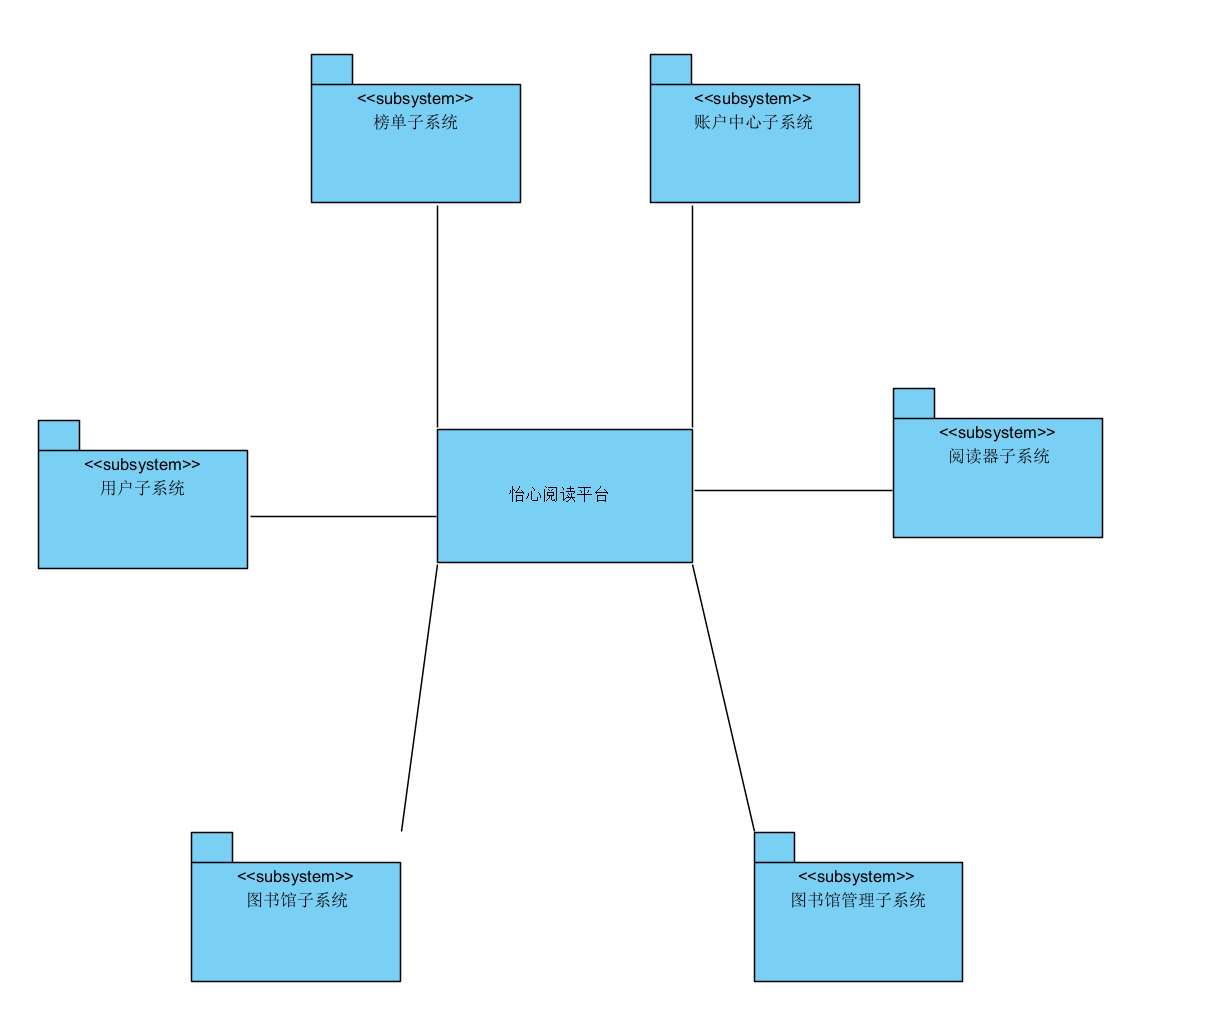 <<subsystem>>
榜单子系统
<<subsystem>>
账户中心子系统
<<subsystem>>
用户子系统
怡心阅读平台
<<subsystem>>
阅读器子系统
<<subsystem>>
图书馆子系统
<<subsystem>>
图书馆管理子系统